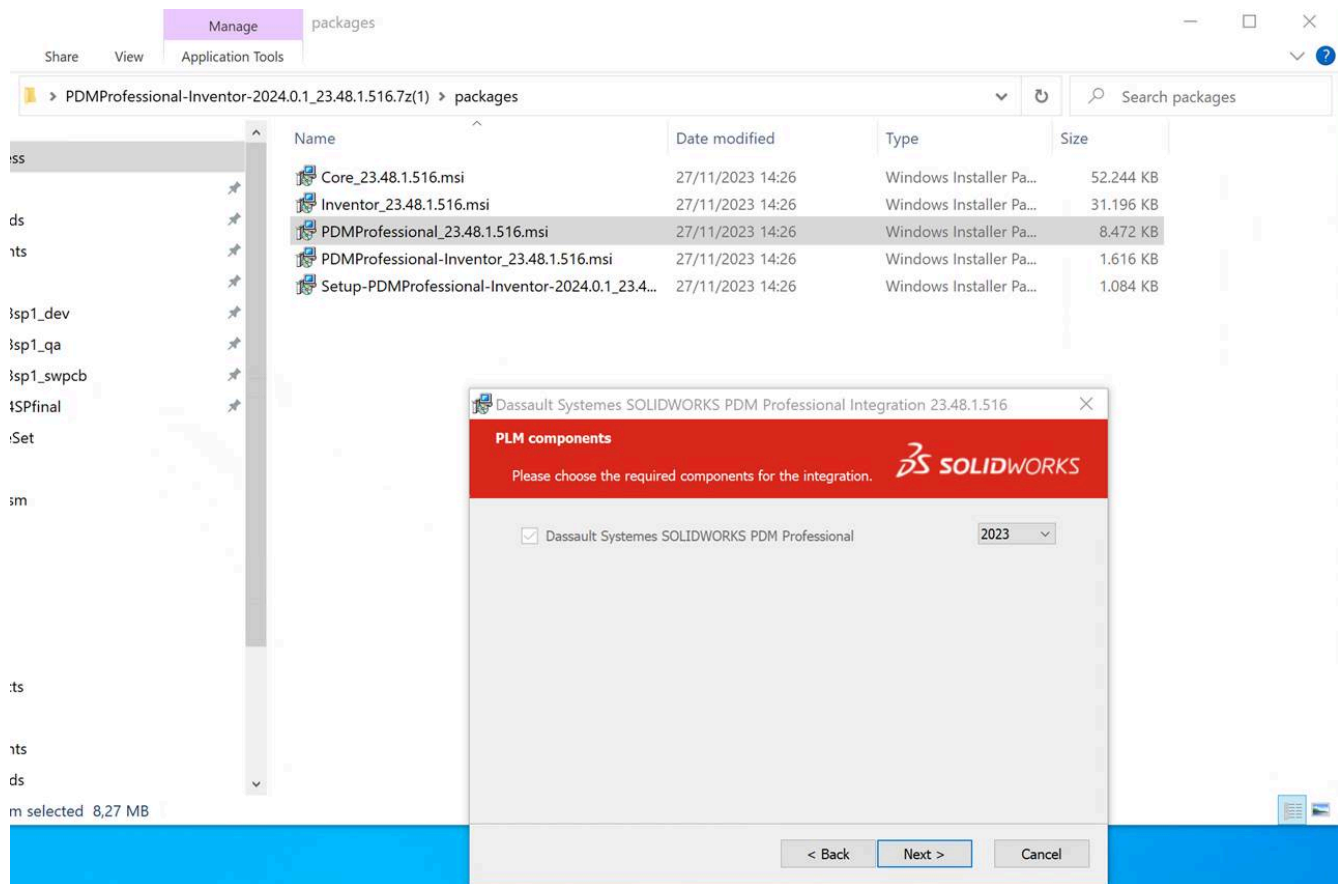 Manage packages
Share View Application Tools
> PDMProfessional-Inventor-2024.0.1_23.48.1.516.7z(1) > packages
Search packages
Name Date modified Type Size
ess
Core_23.48.1.516.msi 27/11/2023 14:26 Windows Installer Pa... 52.244 KB
Inventor_23.48.1.516.msi 27/11/2023 14:26 Windows Installer Pa... 31.196 KB
ds
PDMProfessional_23.48.1.516.msi 27/11/2023 14:26 Windows Installer Pa... 8.472 KB
nts
PDMProfessional-Inventor_23.48.1.516.msi 27/11/2023 14:26 Windows Installer Pa... 1.616 KB
Setup-PDMProfessional-Inventor-2024.0.1_23.4... 27/11/2023 14:26 Windows Installer Pa... 1.084 KB
3sp1_dev
3sp1_qa
3sp1_swpcb
4SPfinal
eSet
sm
ts
nts
ds
m selected 8,27 MB
Dassault Systemes SOLIDWORKS PDM Professional Integration 23.48.1.516
PLM components
Please choose the required components for the integration.
SOLIDWORKS
Dassault Systemes SOLIDWORKS PDM Professional 2023
< Back Next > Cancel